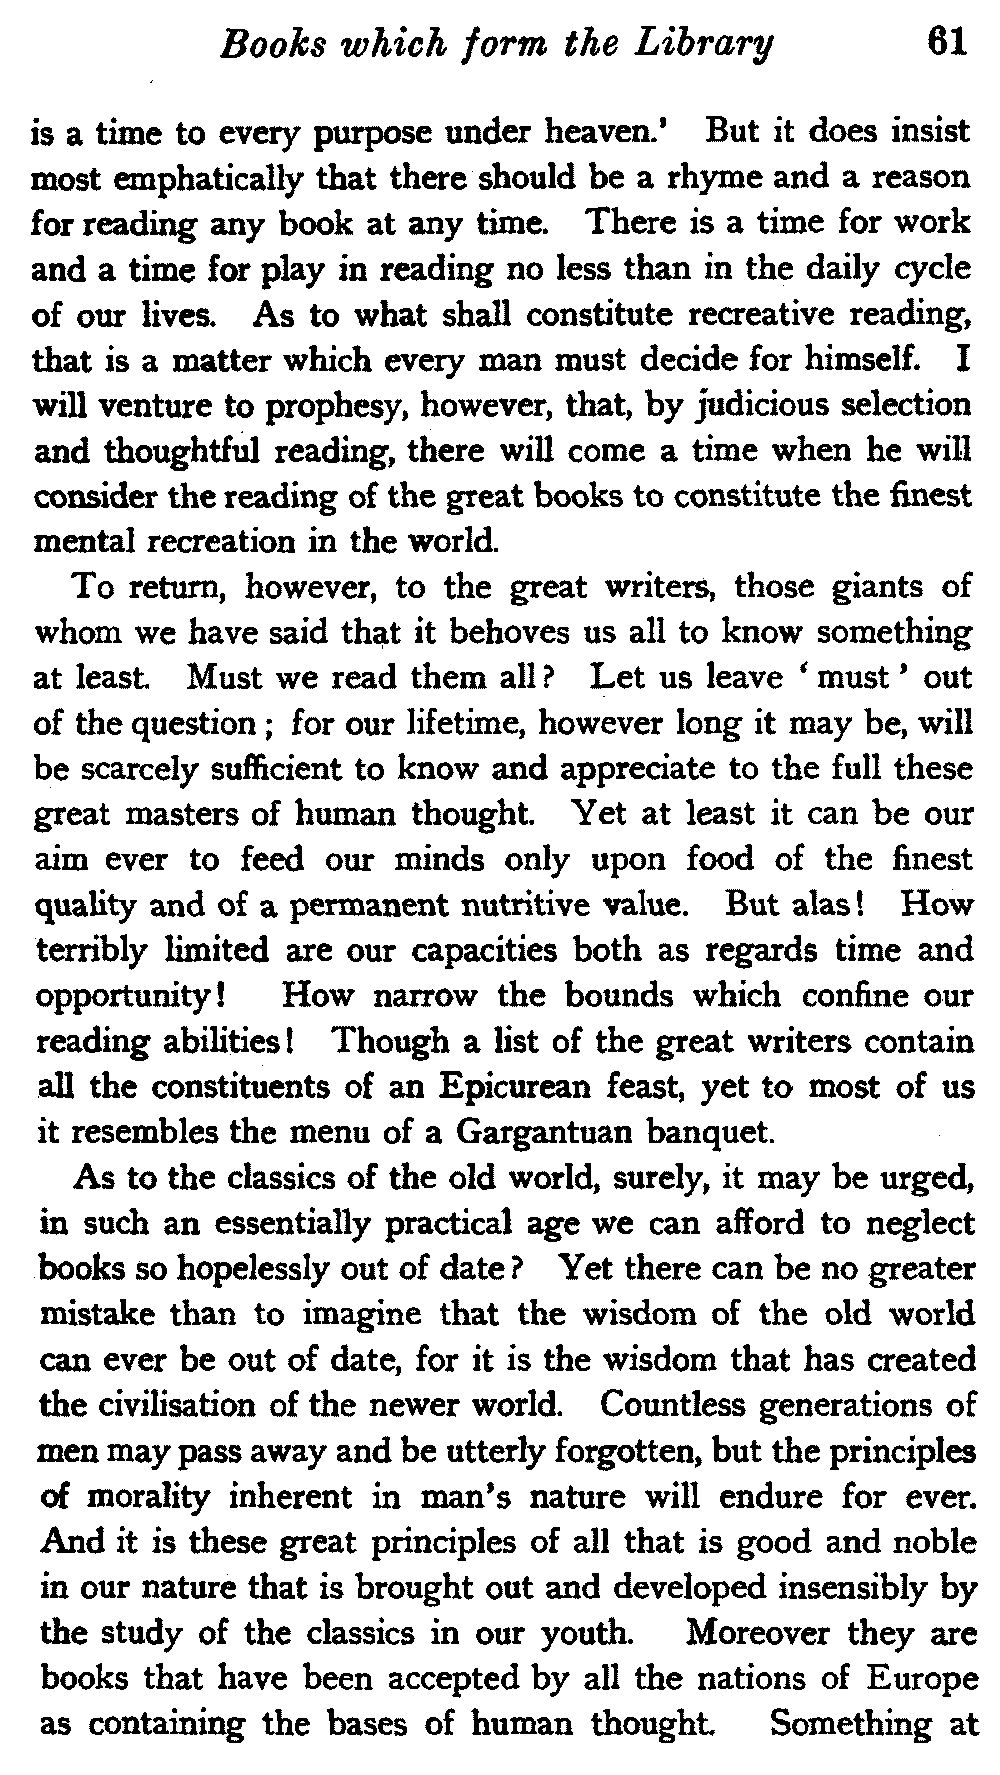 Books which form the Library 61
is a time to every purpose under heaven.' But it does insist
most emphatically that there should be a rhyme and a reason
for reading any book at any time. There is a time for work
and a time for play in reading no less than in the daily cycle
of our lives. As to what shall constitute recreative reading,
that is a matter which every man must decide for himself. I
will venture to prophesy, however, that, by judicious selection
and thoughtful reading, there will come a time when he will
consider the reading of the great books to constitute the finest
mental recreation in the world.
To return, however, to the great writers, those giants of
whom we have said that it behoves us all to know something
at least. Must we read them all? Let us leave ‘must’ out
of the question; for our lifetime, however long it may be, will
be scarcely sufficient to know and appreciate to the full these
great masters of human thought. Yet at least it can be our
aim ever to feed our minds only upon food of the finest
quality and of a permanent nutritive value. But alas! How
terribly limited are our capacities both as regards time and
opportunity! How narrow the bounds which confine our
reading abilities! Though a list of the great writers contain
all the constituents of an Epicurean feast, yet to most of us
it resembles the menu of a Gargantuan banquet.
As to the classics of the old world, surely, it may be urged,
in such an essentially practical age we can afford to neglect
books so hopelessly out of date? Yet there can be no greater
mistake than to imagine that the wisdom of the old world
can ever be out of date, for it is the wisdom that has created
the civilisation of the newer world. Countless generations of
men may pass away and be utterly forgotten, but the principles
of morality inherent in man's nature will endure for ever.
And it is these great principles of all that is good and noble
in our nature that is brought out and developed insensibly by
the study of the classics in our youth. Moreover they are
books that have been accepted by all the nations of Europe
as containing the bases of human thought. Something at